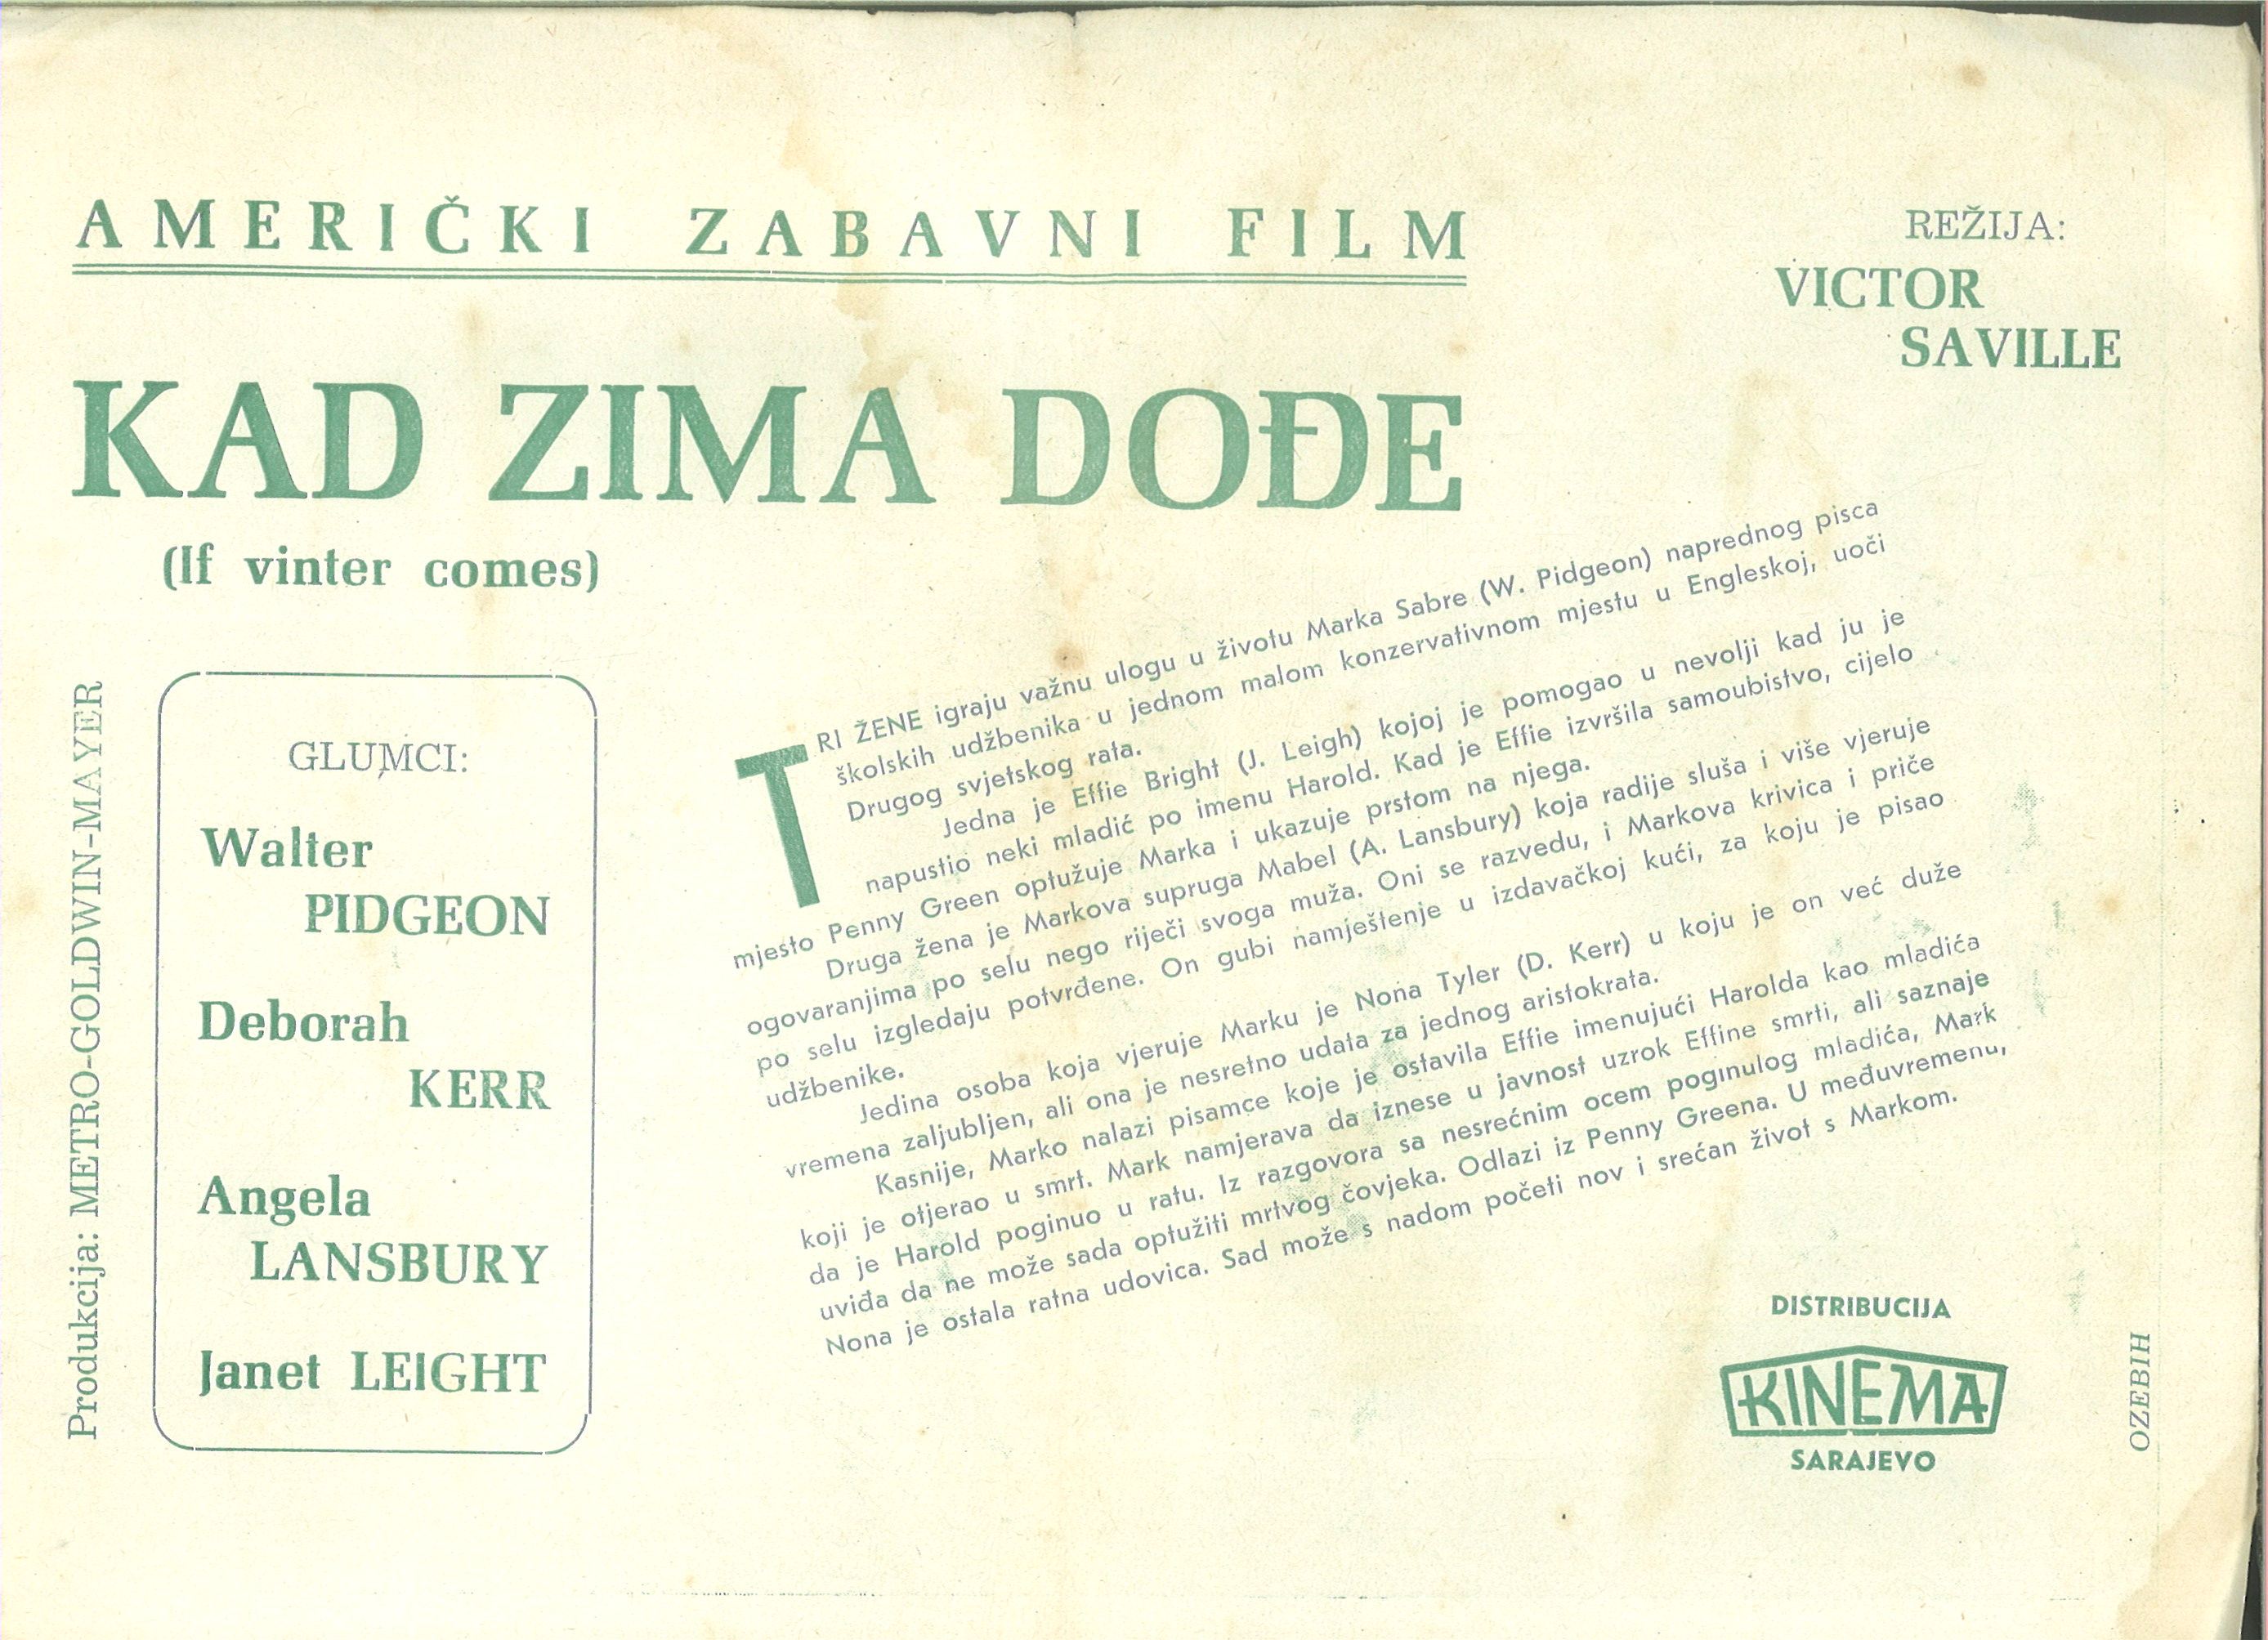 AMERIČKI ZABAVNI FILM
REŽIJA:
VICTOR
SAVILLE
KAD ZIMA DOĐE
(If vinter comes)
Produkcija: METRO-GOLDWIN-MAYER
GLUMCI:
Walter
PIDGEON
Deborah
KERR
Angela
LANSBURY
Janet LEIGHT
TRI ŽENE igraju važnu ulogu u životu Marka Sabre (W. Pidgeon) naprednog pisca
školskih udžbenika u jednom malom konzervativnom mjestu u Engleskoj, uoči
Drugog svjetskog rata.
Jedna je Effie Bright (J. Leigh) kojoj je pomogao u nevolji kad ju je
napustio neki mladić po imenu Harold. Kad je Effie izvršila samoubistvo, cijelo
mjesto Penny Green optužuje Marka i ukazuje prstom na njega.
Druga žena je Markova supruga Mabel (A. Lansbury) koja radije sluša i više vjeruje
ogovaranjima po selu nego riječi svoga muža. Oni se razvedu, i Markova krivica i priče
po selu izgledaju potvrđene. On gubi namještenje u izdavačkoj kući, za koju je pisao
udžbenike.
Jedina osoba koja vjeruje Marku je Nona Tyler (D. Kerr) u koju je on već duže
vremena zaljubljen, ali ona je nesretno udata za jednog aristokrata.
Kasnije, Marko nalazi pisamce koje je ostavila Effie imenujući Harolda kao mladića
koji je otjerao u smrt. Mark namjerava da iznese u javnost uzrok Effine smrti, ali saznaje
da je Harold poginuo u ratu. Iz razgovora sa nesrećnim ocem poginulog mladića, Mark
uviđa da ne može sada optužiti mrtvog čovjeka. Odlazi iz Penny Greena. U međuvremenu,
Nona je ostala ratna udovica. Sad može s nadom početi nov i srećan život s Markom.
DISTRIBUCIJA
KINEMA
SARAJEVO
OZEBIH